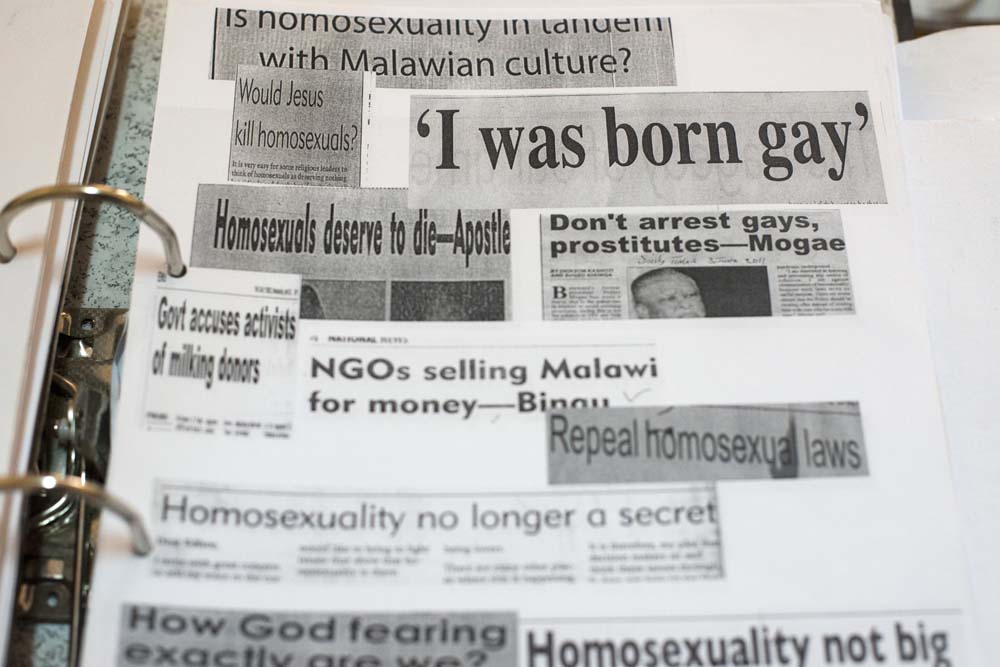 Is homosexuality in tandem
with Malawian culture?
Would Jesus
kill homosexuals?
It is very easy for some religious leaders to
think of homosexuals as deserving nothing
'I was born gay'
Homosexuals deserve to die—Apostle
Don't arrest gays,
prostitutes—Mogae
Govt accuses activists
of milking donors
NATIONAL NEWS
NGOs selling Malawi
for money—Bingu
Repeal homosexual laws
Homosexuality no longer a secret
How God fearing
exactly are we?
Homosexuality not big